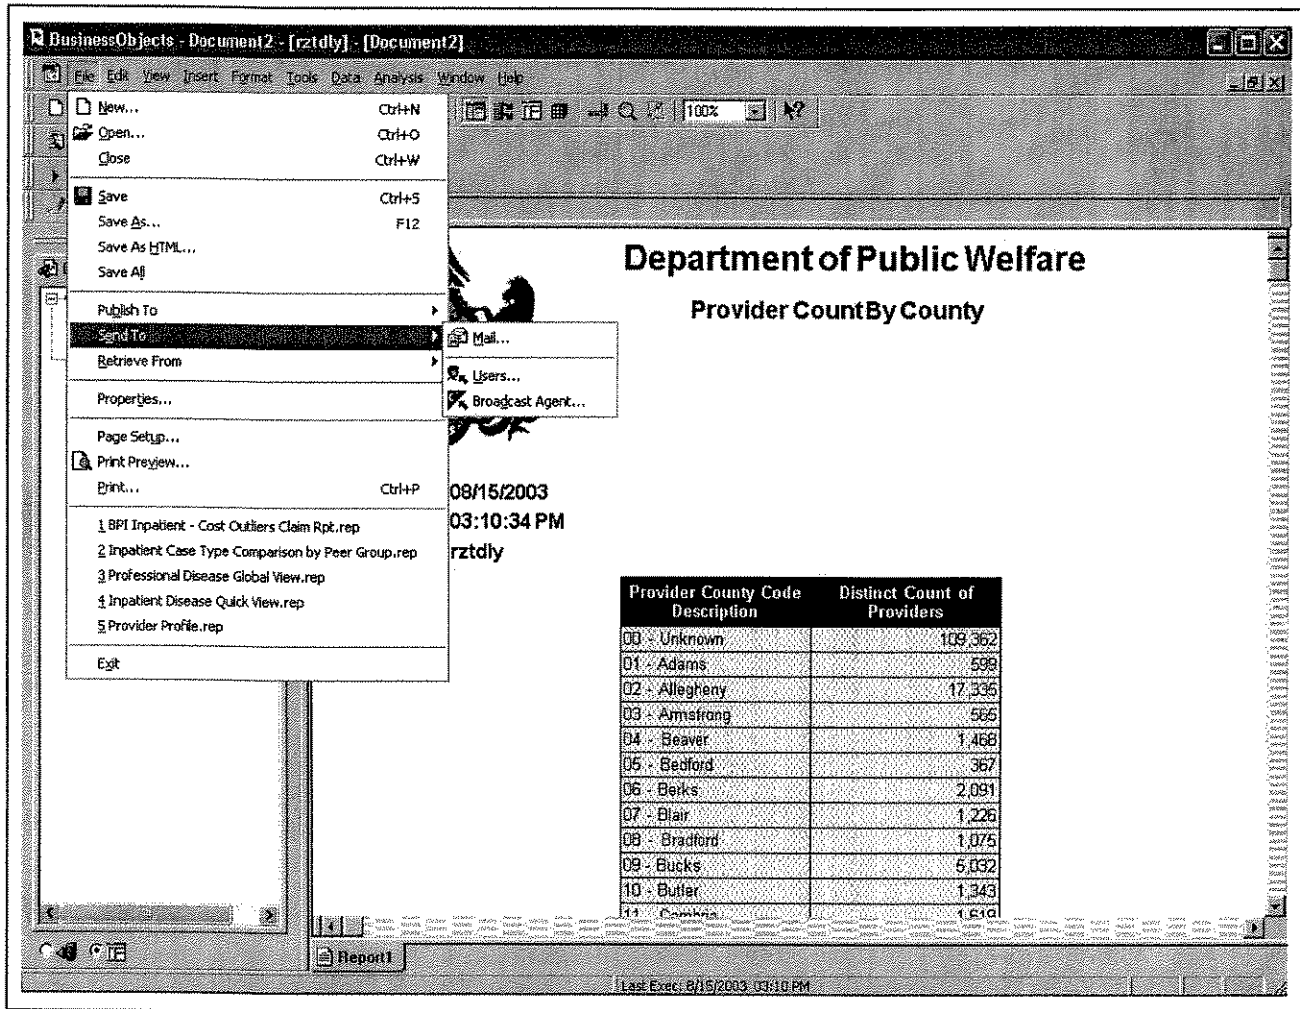 BusinessObjects - Document2 - [rztdly] - [Document2]
File Edit View Insert Format Tools Data Analysis Window Help
New... Ctrl+N
100%
Open... Ctrl+O
Close Ctrl+W
Save Ctrl+S
Save As... F12
Save As HTML...
Save All
Publish To
Send To
Retrieve From
Properties...
Page Setup...
Print Preview...
Print... Ctrl+P
1 BPI Inpatient - Cost Outliers Claim Rpt.rep
2 Inpatient Case Type Comparison by Peer Group.rep
3 Professional Disease Global View.rep
4 Inpatient Disease Quick View.rep
5 Provider Profile.rep
Exit
Mail...
Users...
Broadcast Agent...
Department of Public Welfare
Provider Count By County
08/15/2003
03:10:34 PM
rztdly
Provider County Code Description Distinct Count of Providers
00 - Unknown 109,362
01 - Adams 599
02 - Allegheny 17,335
03 - Armstrong 565
04 - Beaver 1,468
05 - Bedford 367
06 - Berks 2,091
07 - Blair 1,226
08 - Bradford 1,075
09 - Bucks 5,032
10 - Butler 1,343
11 - Cambria 1,619
Report1
Last Exec: 8/15/2003 03:10 PM